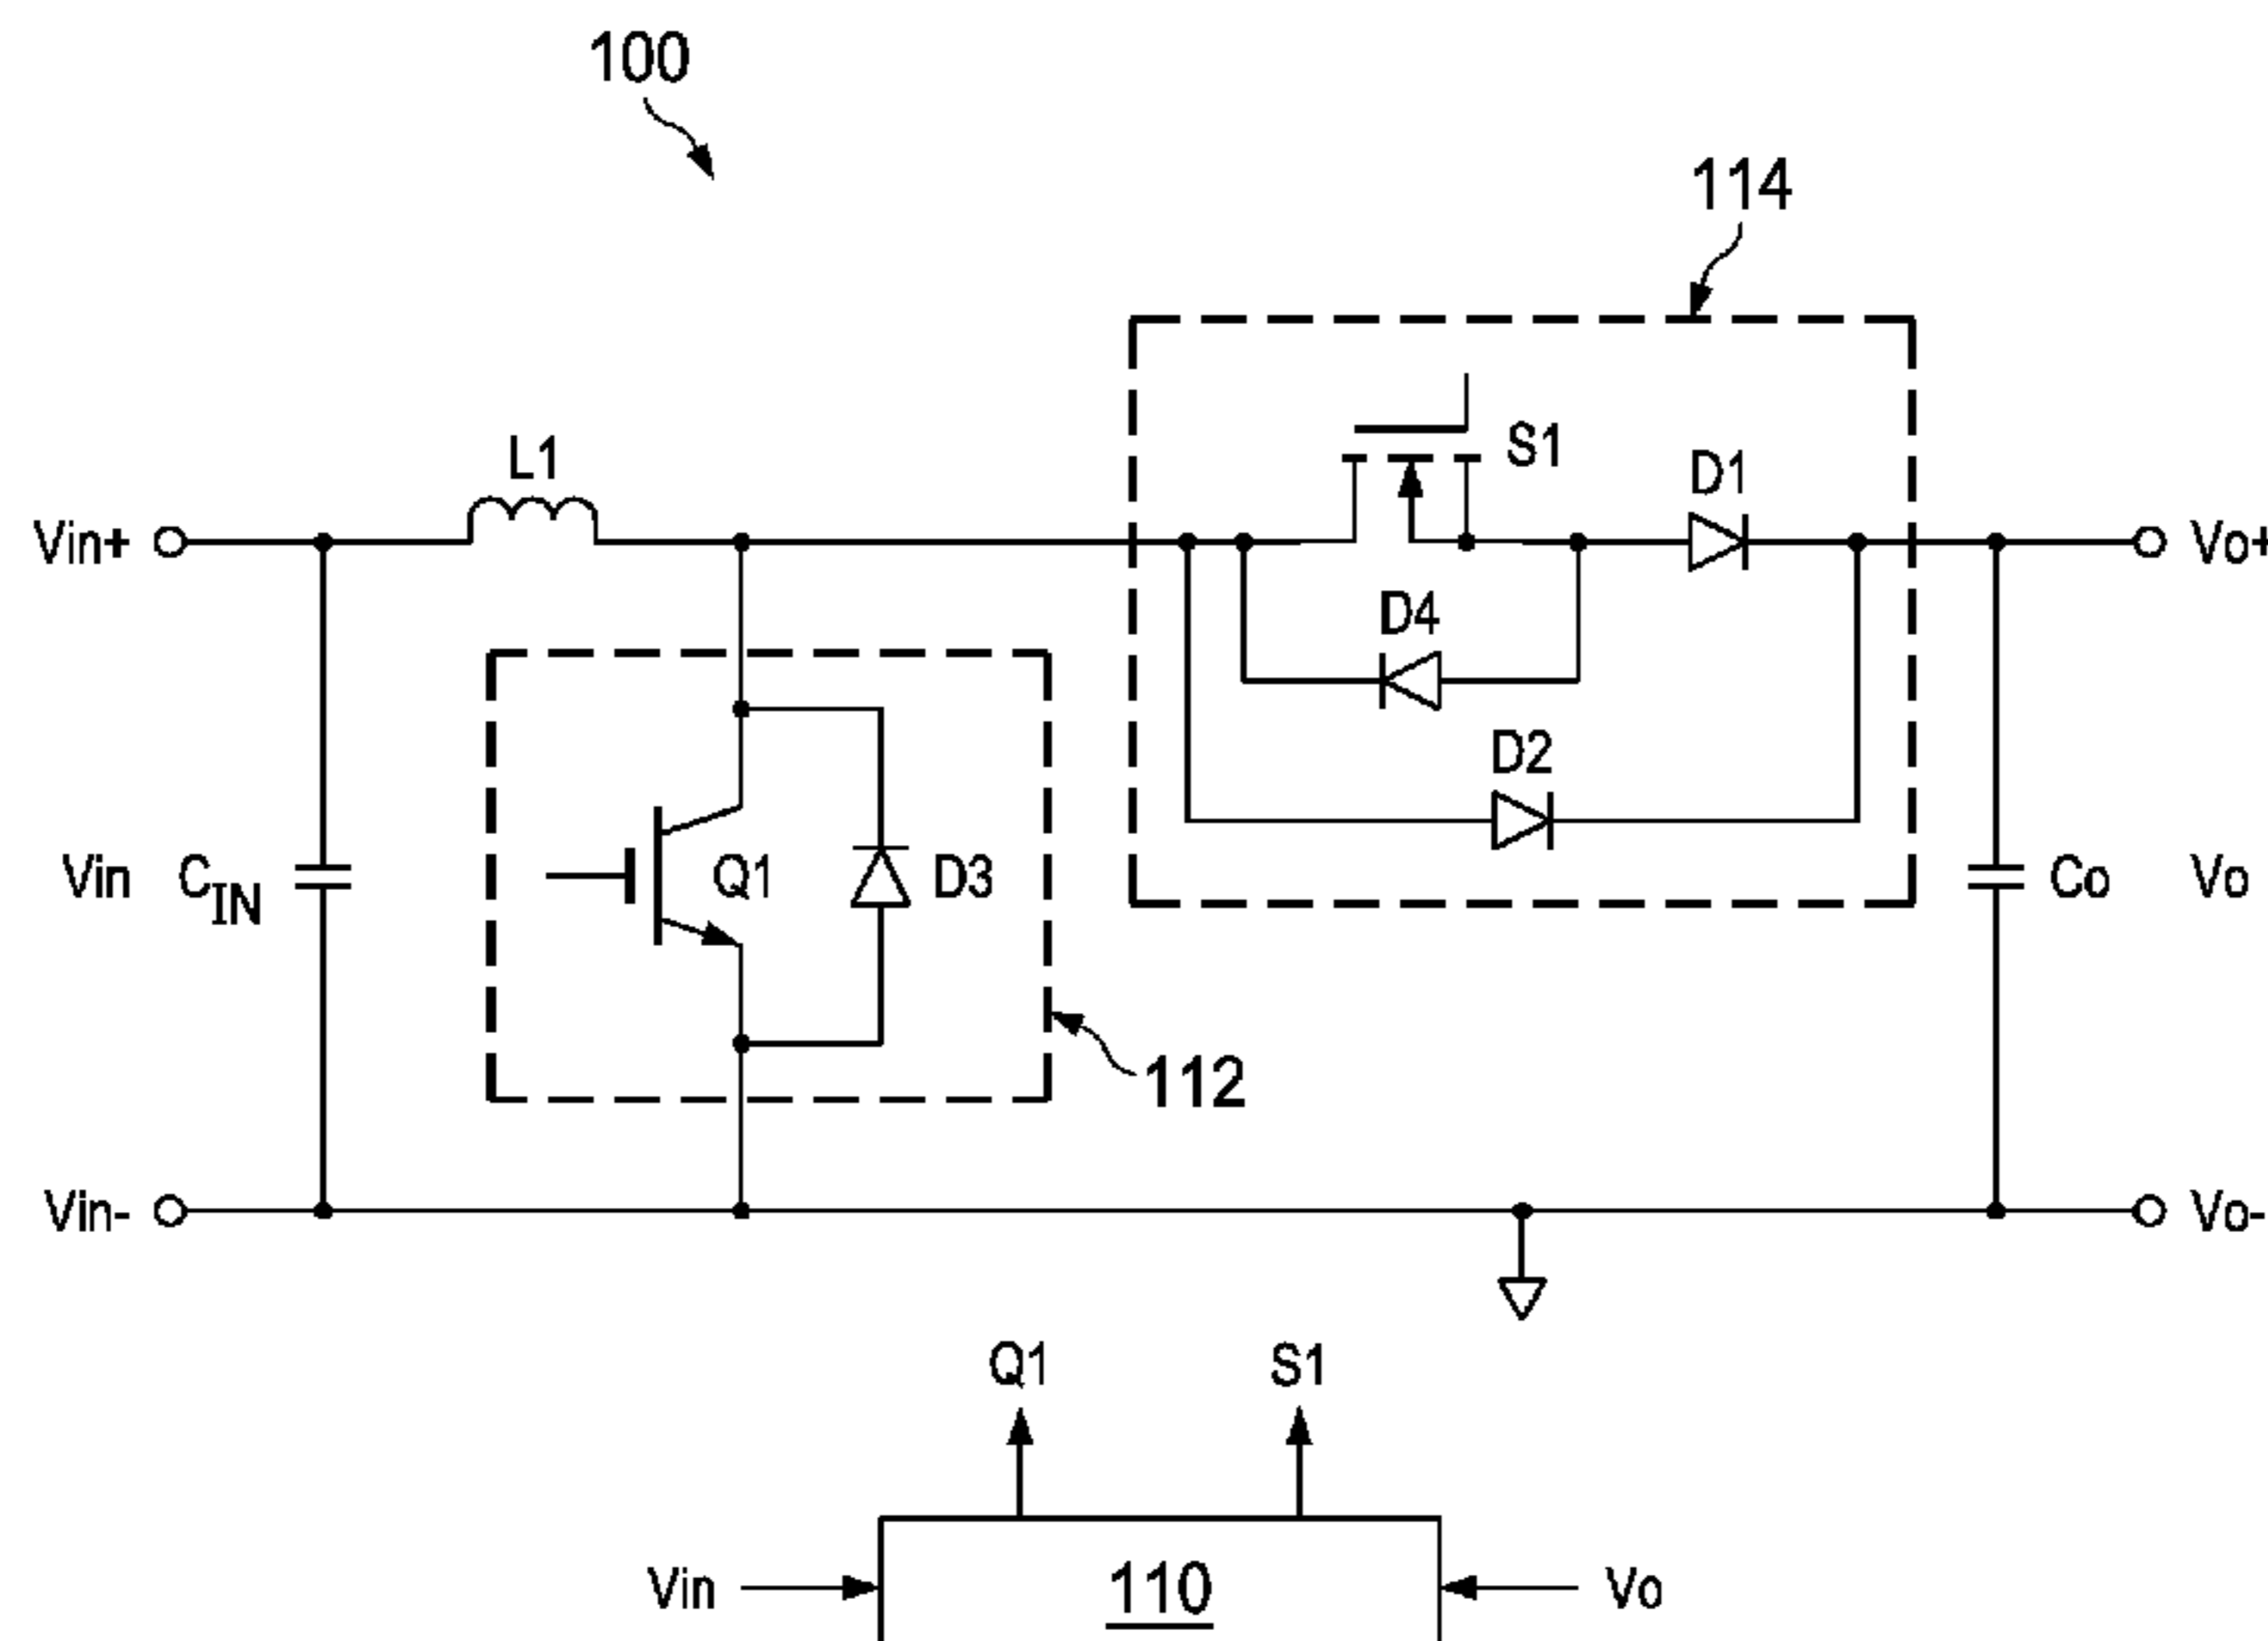 100
114
L1
S1
D1
Vin+
Vo+
D4
D2
Vin
CIN
Q1
D3
Co
Vo
112
Vin-
Vo-
Q1
S1
Vin
110
Vo